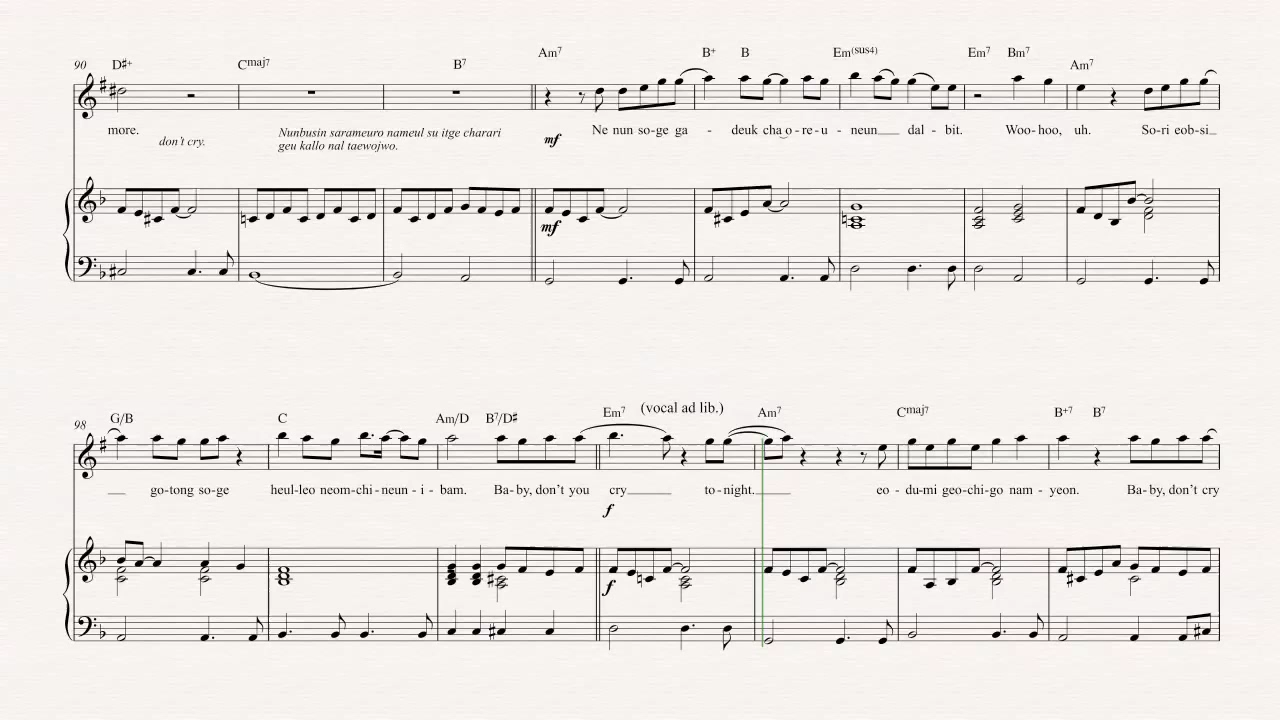 90 D♯+ Cmaj7 B7 Am7 B+ B Em(sus4) Em7 Bm7 Am7
more. Ne nun so-ge ga - deuk cha o-re-u - neun dal - bit. Woo-hoo, uh. So-ri eob-si
don't cry. Nunbusin sarameuro nameul su itge charari
geu kallo nal taewojwo.
mf
mf
98 G/B C Am/D B7/D♯ Em7 (vocal ad lib.) Am7 Cmaj7 B+7 B7
go-tong so-ge heul-leo neom-chi-neun - i - bam. Ba-by, don't you cry to-night. eo - du-mi geo-chi-go nam - yeon. Ba-by, don't cry
f
f